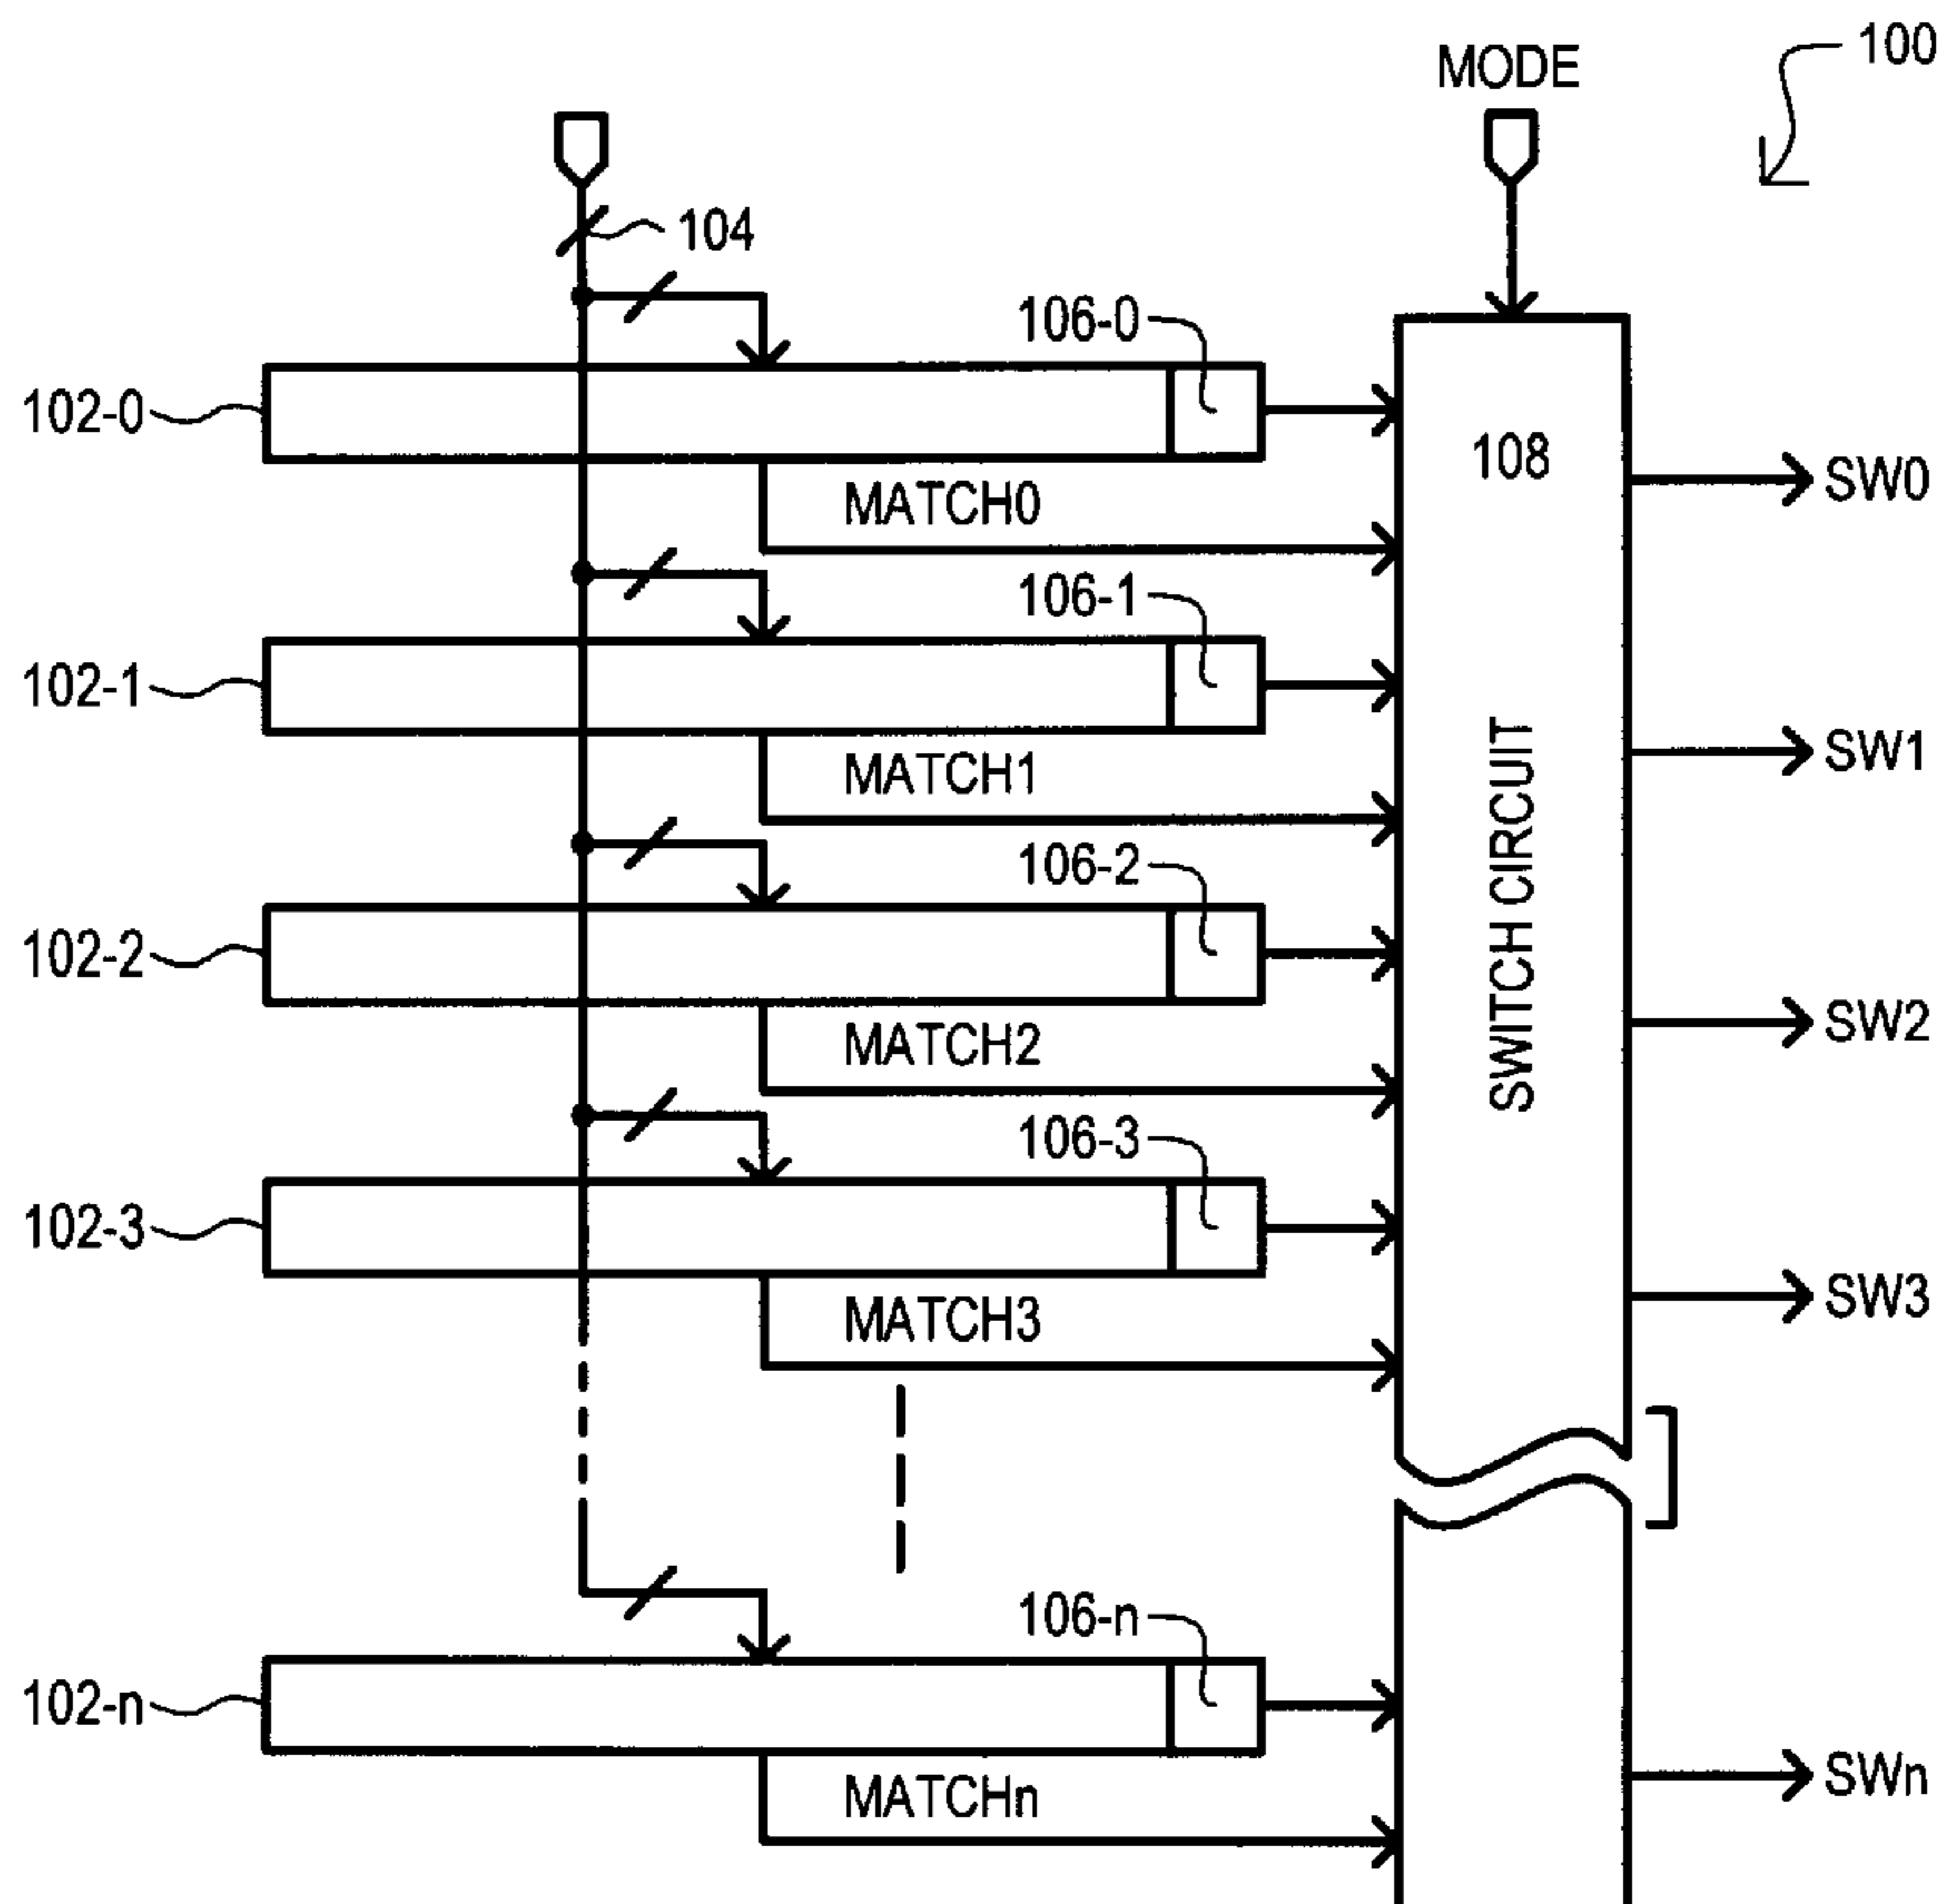 100
MODE
104
106-0
102-0
108
SW0
MATCH0
106-1
102-1
SW1
MATCH1
SWITCH CIRCUIT
106-2
102-2
SW2
MATCH2
106-3
102-3
SW3
MATCH3
106-n
102-n
SWn
MATCHn